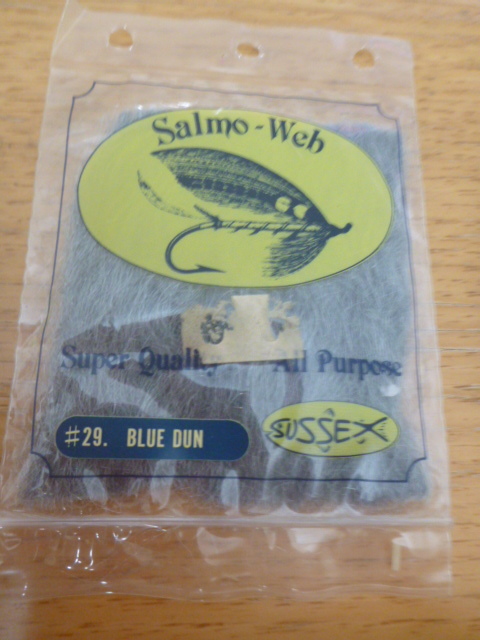 Salmo-Web
Super Quality All Purpose
#29. BLUE DUN
SUSSEX